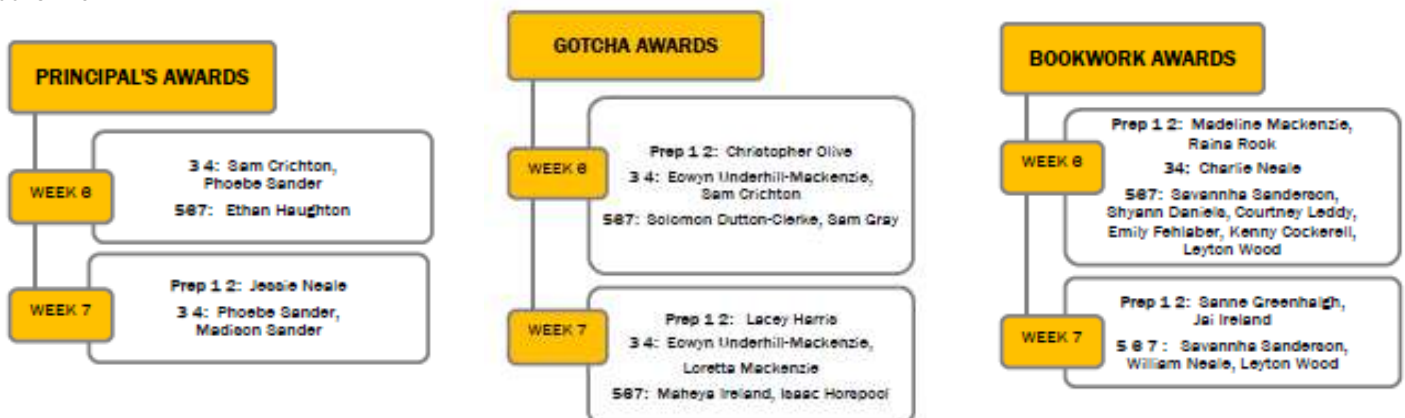 PRINCIPAL'S AWARDS
WEEK 6
3 4: Sam Crichton,
Phoebe Sander
567: Ethan Haughton
WEEK 7
Prep 1 2: Jessie Neale
3 4: Phoebe Sander,
Madison Sander
GOTCHA AWARDS
WEEK 6
Prep 1 2: Christopher Olive
3 4: Eowyn Underhill-Mackenzie,
Sam Crichton
567: Solomon Dutton-Clerke, Sam Gray
WEEK 7
Prep 1 2: Lacey Harris
3 4: Eowyn Underhill-Mackenzie,
Loretta Mackenzie
567: Maheya Ireland, Isaac Horspool
BOOKWORK AWARDS
WEEK 6
Prep 1 2: Madeline Mackenzie,
Raina Rook
34: Charlie Neale
567: Savannha Sanderson,
Shyann Daniels, Courtney Leddy,
Emily Fehlaber, Kenny Cockerell,
Leyton Wood
WEEK 7
Prep 1 2: Sanne Greenhalgh,
Jai Ireland
5 6 7 : Savannha Sanderson,
William Neale, Leyton Wood